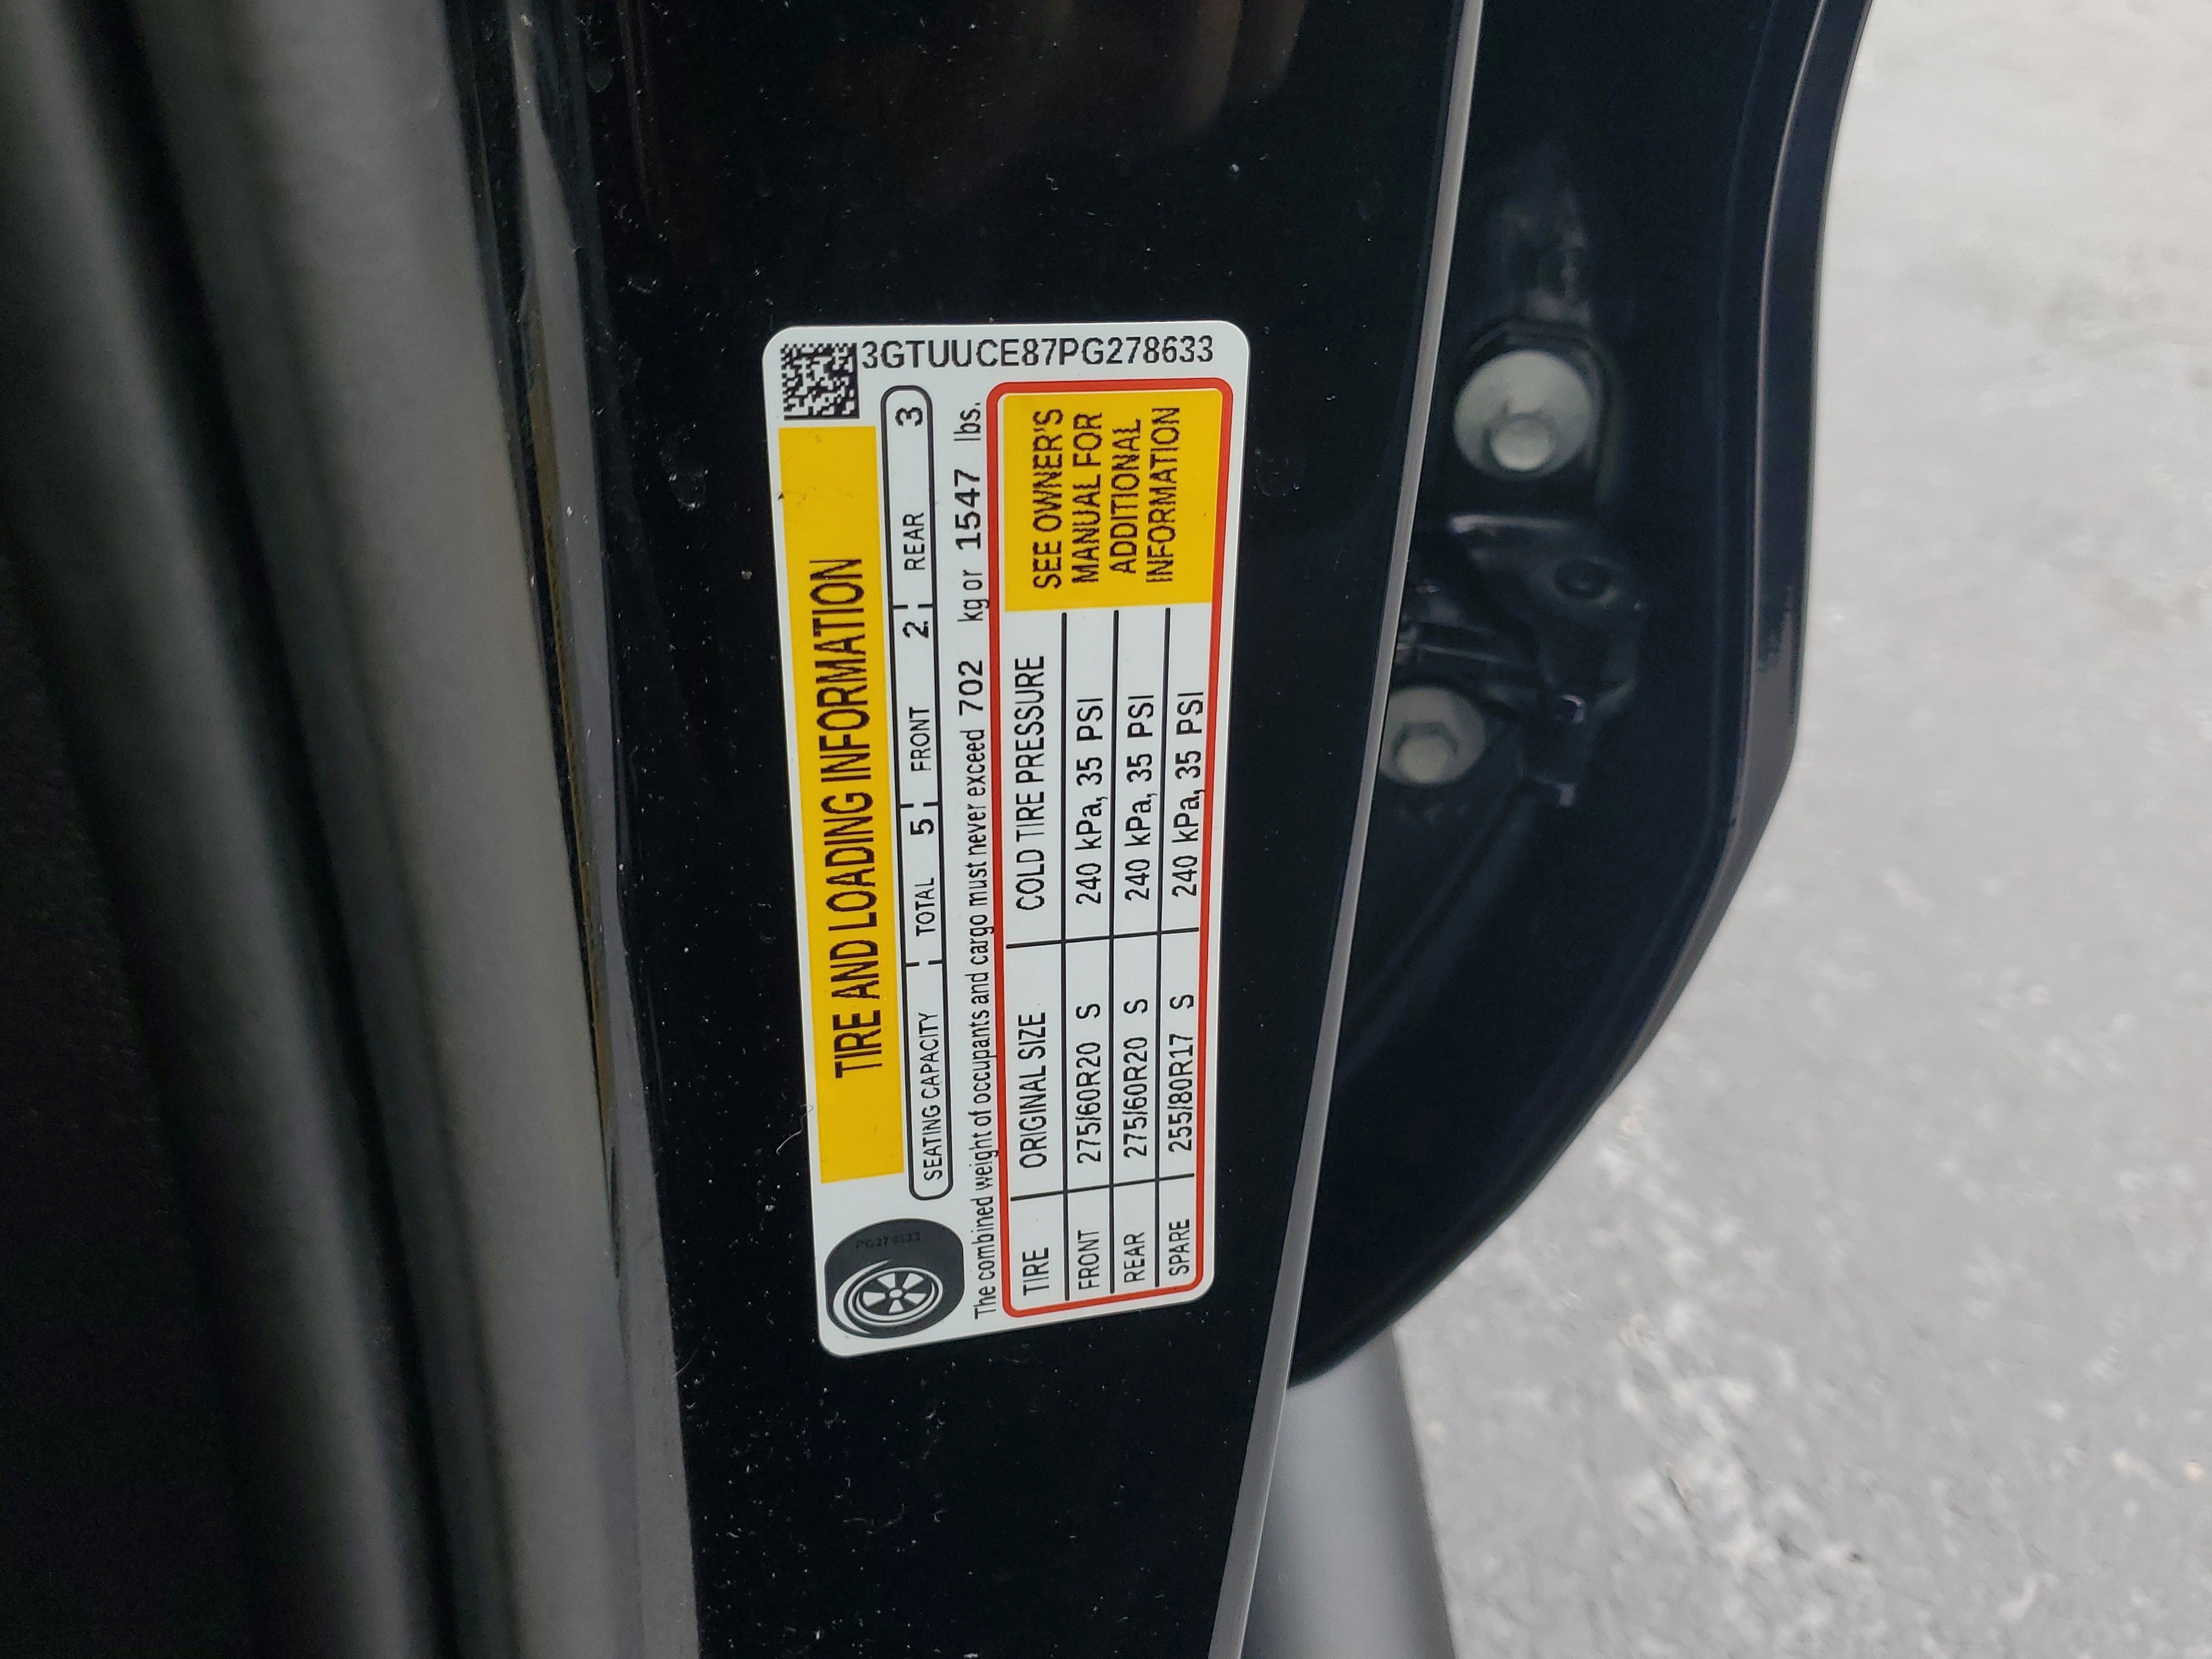 3GTUUCE87PG278633
TIRE AND LOADING INFORMATION
SEATING CAPACITY TOTAL 5 FRONT 2 REAR 3
The combined weight of occupants and cargo must never exceed 702 kg or 1547 lbs.
TIRE ORIGINAL SIZE COLD TIRE PRESSURE
FRONT 275/60R20 S 240 kPa, 35 PSI
REAR 275/60R20 S 240 kPa, 35 PSI
SPARE 255/80R17 S 240 kPa, 35 PSI
SEE OWNER'S
MANUAL FOR
ADDITIONAL
INFORMATION
PG278633